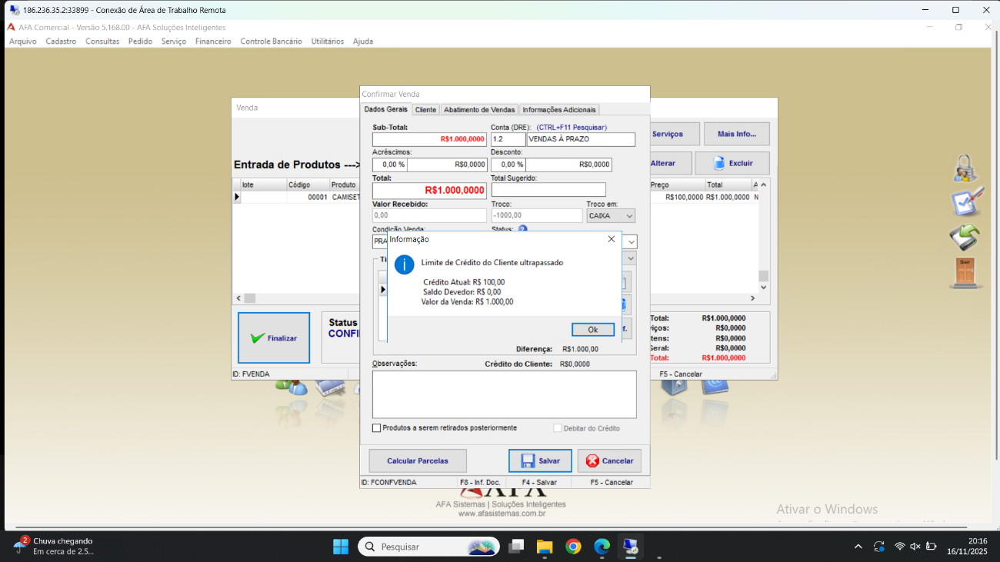 186.236.35.2:33899 - Conexão de Área de Trabalho Remota
AFA Comercial - Versão 5.168.00 - AFA Soluções Inteligentes
Arquivo Cadastro Consultas Pedido Serviço Financeiro Controle Bancário Utilitários Ajuda
Confirmar Venda
Venda
Dados Gerais Cliente Abatimento de Vendas Informações Adicionais
Sub-Total: Conta (DRE): (CTRL+F11 Pesquisar)
R$1.000,0000 1.2 VENDAS À PRAZO
Serviços Mais Info...
Acréscimos: Desconto:
0,00 % R$0,0000 0,00 % R$0,0000
Entrada de Produtos --->
Alterar Excluir
Total: Total Sugerido:
R$1.000,0000
lote Código Produto
Preço Total A
00001 CAMISET
R$100,0000 R$1.000,0000 N
Valor Recebido: Troco: Troco em:
0,00 -1000,00 CAIXA
Condição Venda: Status:
PRA
Informação
Limite de Crédito do Cliente ultrapassado
Crédito Atual: R$ 100,00
Saldo Devedor: R$ 0,00
Valor da Venda: R$ 1.000,00
Ok
Ti
f.
Finalizar
Status
CONFI
Total: R$1.000,0000
viços: R$0,0000
tens: R$0,0000
Geral: R$0,0000
Total: R$1.000,0000
Diferença: R$1.000,00
Observações: Crédito do Cliente: R$0,0000
ID: FVENDA
F5 - Cancelar
Produtos a serem retirados posteriormente Debitar do Crédito
Calcular Parcelas Salvar Cancelar
ID: FCONFVENDA F8 - Inf. Doc. F4 - Salvar F5 - Cancelar
Sair
AFA
AFA Sistemas | Soluções Inteligentes
www.afasistemas.com.br
Ativar o Windows
2
Chuva chegando
Em cerca de 2.5...
Pesquisar
20:16
16/11/2025